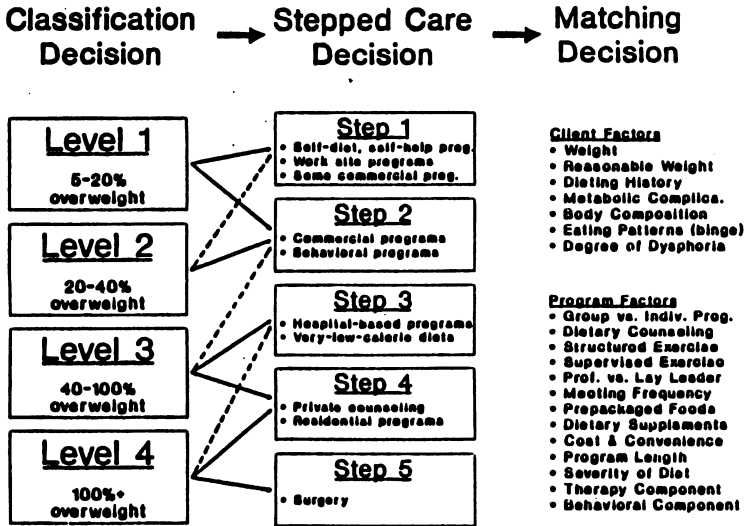 Classification Decision
Stepped Care Decision
Matching Decision
Level 1
5-20%
overweight
Level 2
20-40%
overweight
Level 3
40-100%
overweight
Level 4
100%+
overweight
Step 1
• Self-diet, self-help prog.
• Work site programs
• Some commercial prog.
Step 2
• Commercial programs
• Behavioral programs
Step 3
• Hospital-based programs
• Very-low-calorie diets
Step 4
• Private counseling
• Residential programs
Step 5
• Surgery
Client Factors
• Weight
• Reasonable Weight
• Dieting History
• Metabolic Complica.
• Body Composition
• Eating Patterns (binge)
• Degree of Dysphoria
Program Factors
• Group vs. Indiv. Prog.
• Dietary Counseling
• Structured Exercise
• Supervised Exercise
• Prof. vs. Lay Leader
• Meeting Frequency
• Prepackaged Foods
• Dietary Supplements
• Cost & Convenience
• Program Length
• Severity of Diet
• Therapy Component
• Behavioral Component